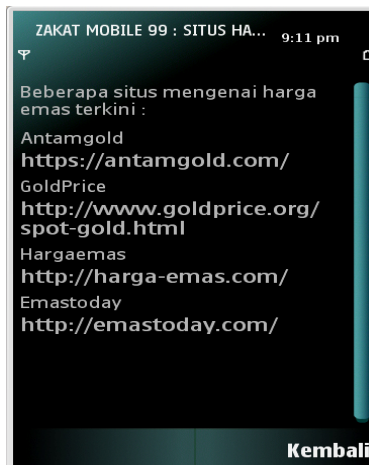 ZAKAT MOBILE 99 : SITUS HA...
9:11 pm
Beberapa situs mengenai harga
emas terkini :
Antamgold
https://antamgold.com/
GoldPrice
http://www.goldprice.org/
spot-gold.html
Hargaemas
http://harga-emas.com/
Emastoday
http://emastoday.com/
Kembali